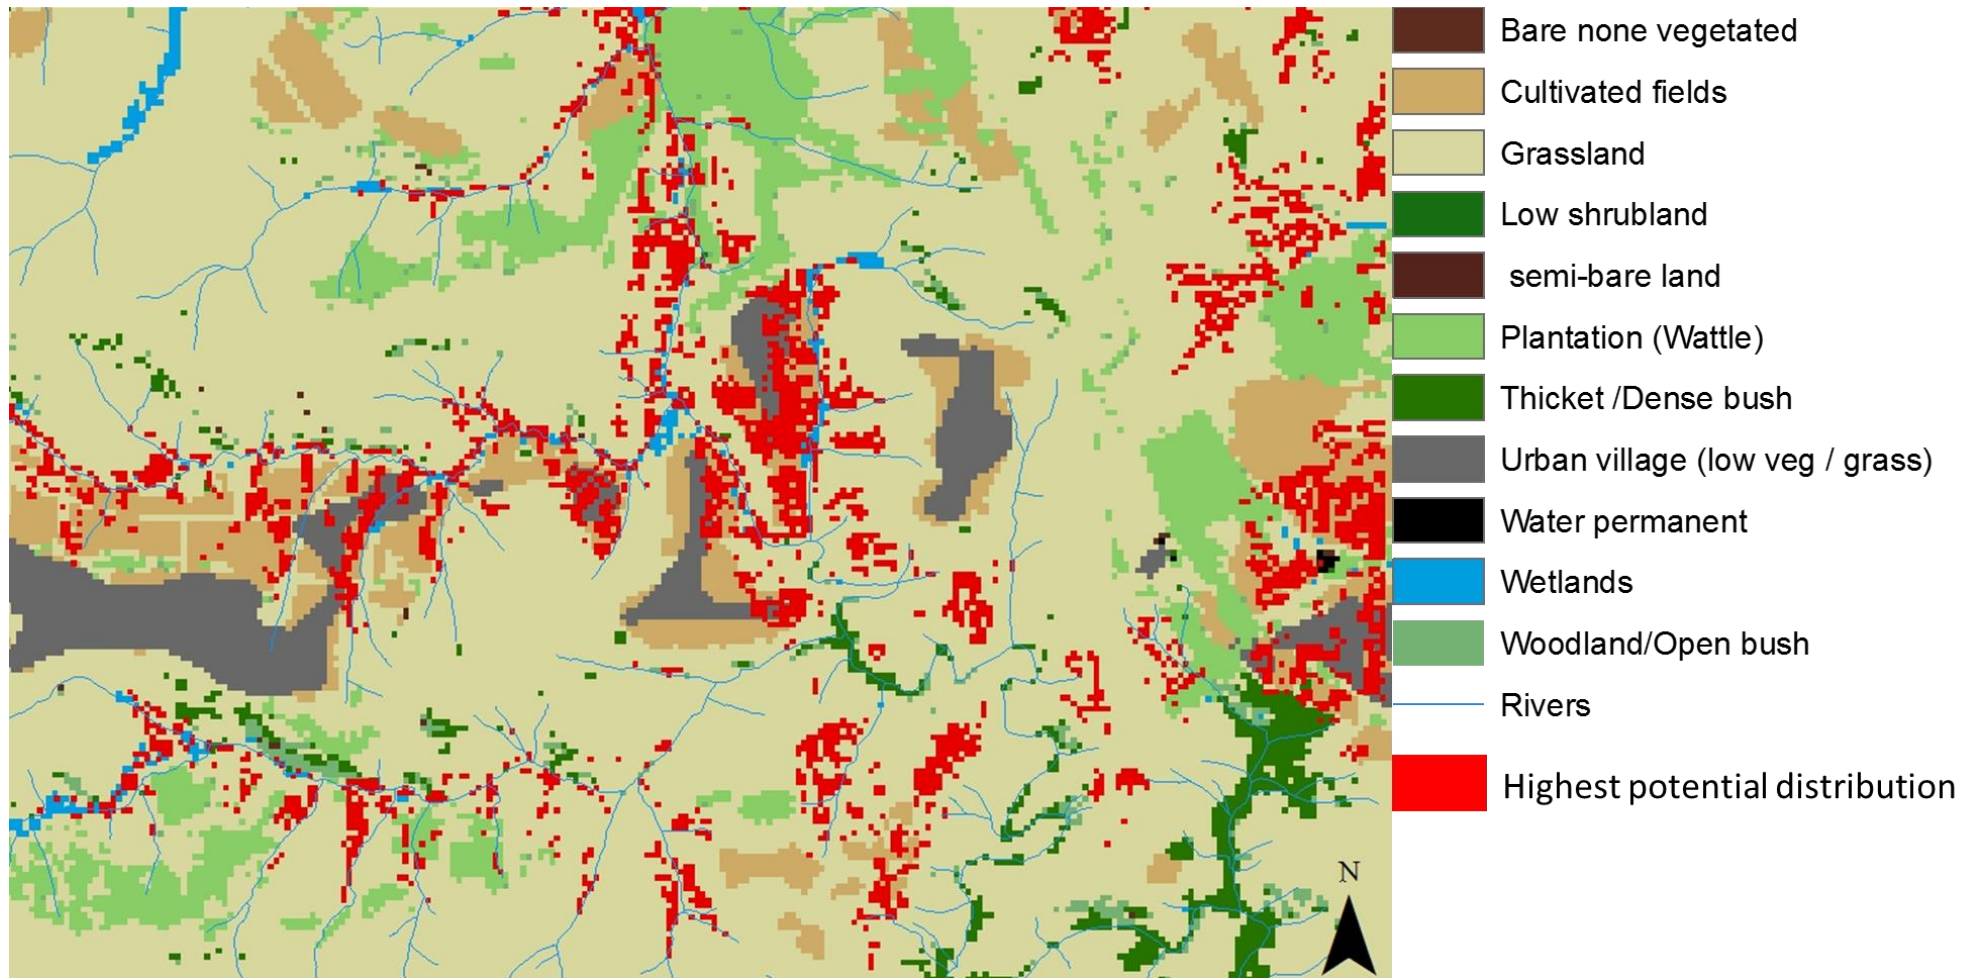 Bare none vegetated
Cultivated fields
Grassland
Low shrubland
semi-bare land
Plantation (Wattle)
Thicket /Dense bush
Urban village (low veg / grass)
Water permanent
Wetlands
Woodland/Open bush
Rivers
Highest potential distribution
N